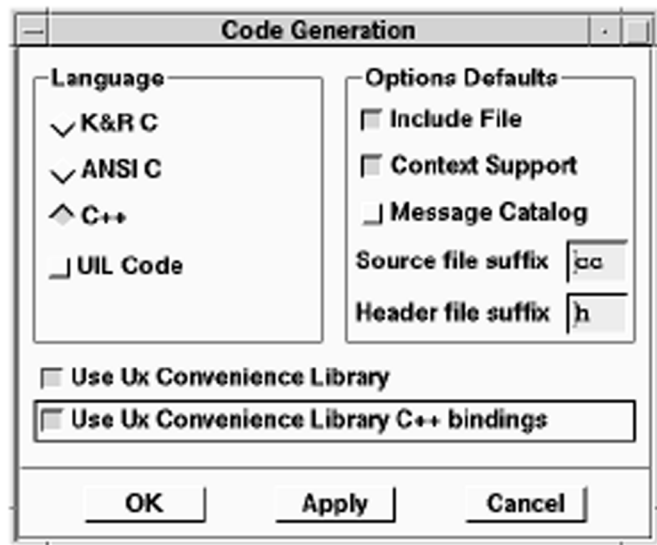 Code Generation
Language
K&R C
ANSI C
C++
UIL Code
Options Defaults
Include File
Context Support
Message Catalog
Source file suffix cc
Header file suffix h
Use Ux Convenience Library
Use Ux Convenience Library C++ bindings
OK Apply Cancel